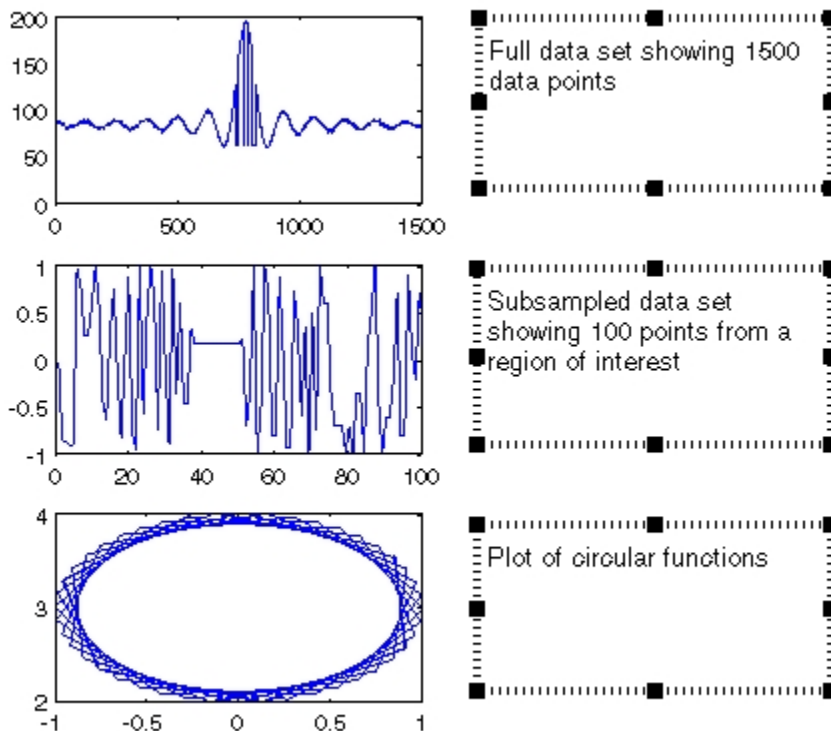 200
150
100
50
0
0 500 1000 1500
Full data set showing 1500
data points
1
0.5
0
-0.5
-1
0 20 40 60 80 100
Subsampled data set
showing 100 points from a
region of interest
4
3
2
-1 -0.5 0 0.5 1
Plot of circular functions